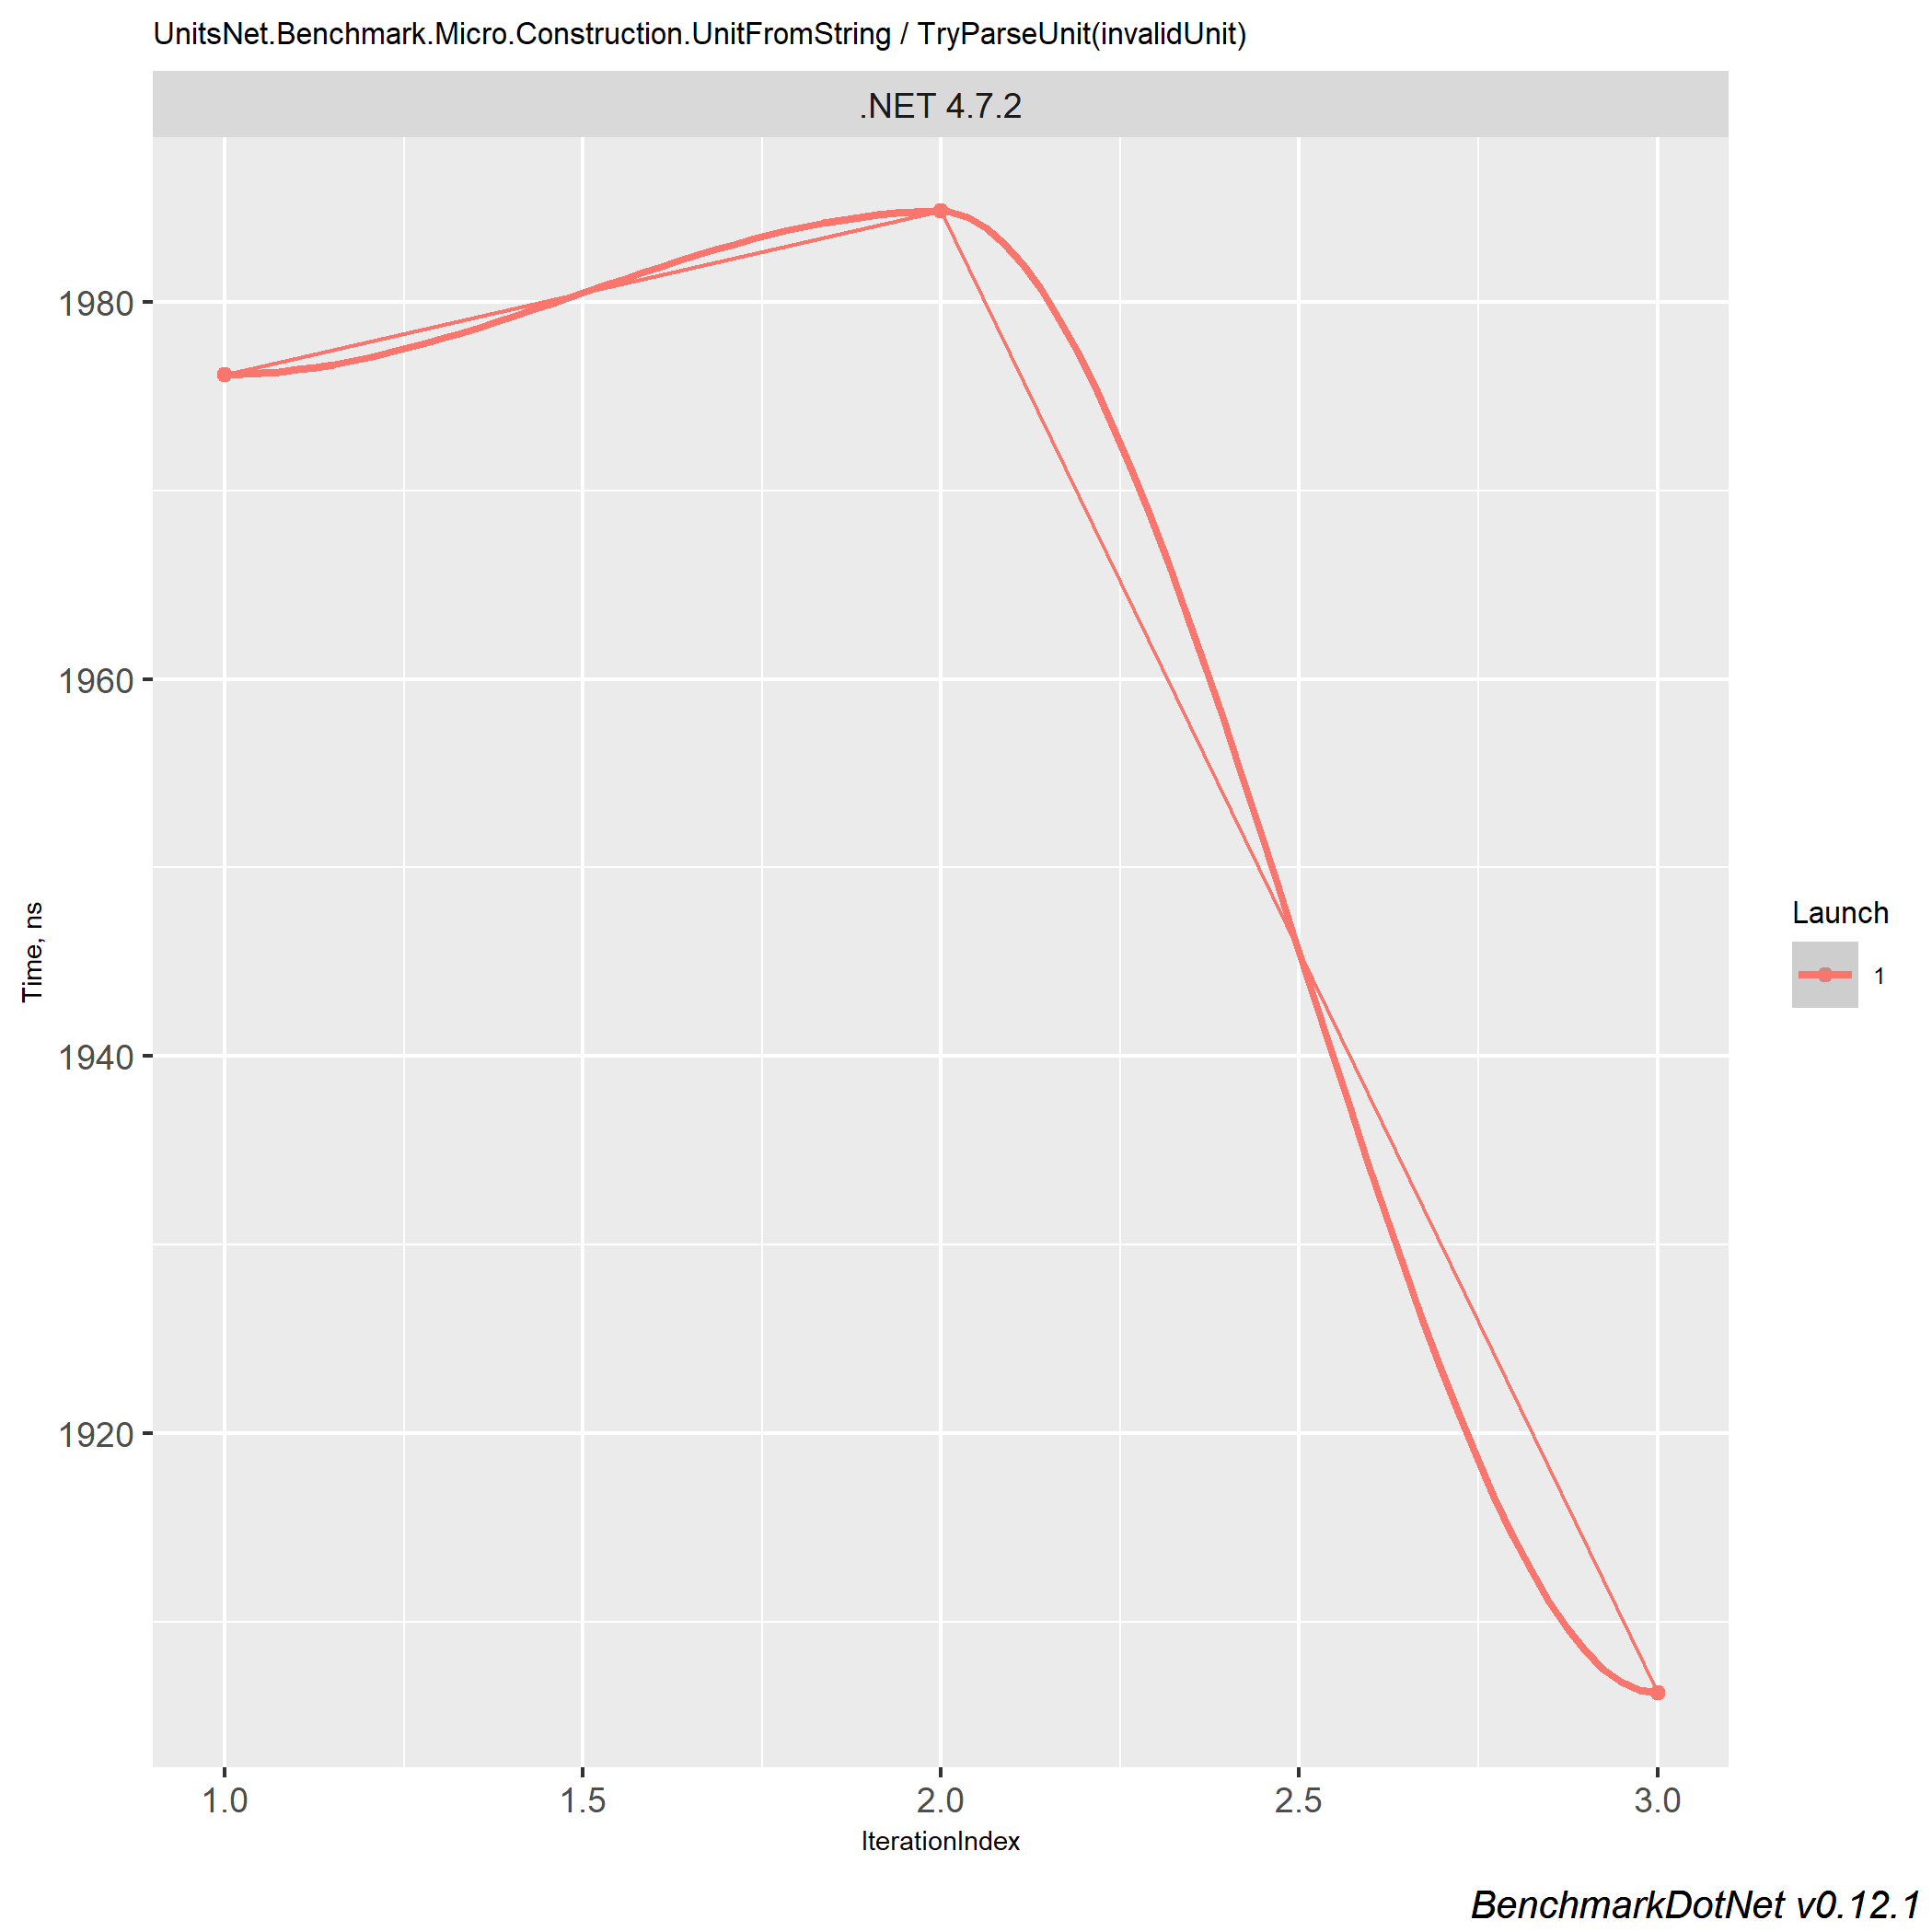 UnitsNet.Benchmark.Micro.Construction.UnitFromString / TryParseUnit(invalidUnit)
.NET 4.7.2
1980
1960
1940
1920
Time, ns
1.0
1.5
2.0
2.5
3.0
IterationIndex
Launch
1
BenchmarkDotNet v0.12.1